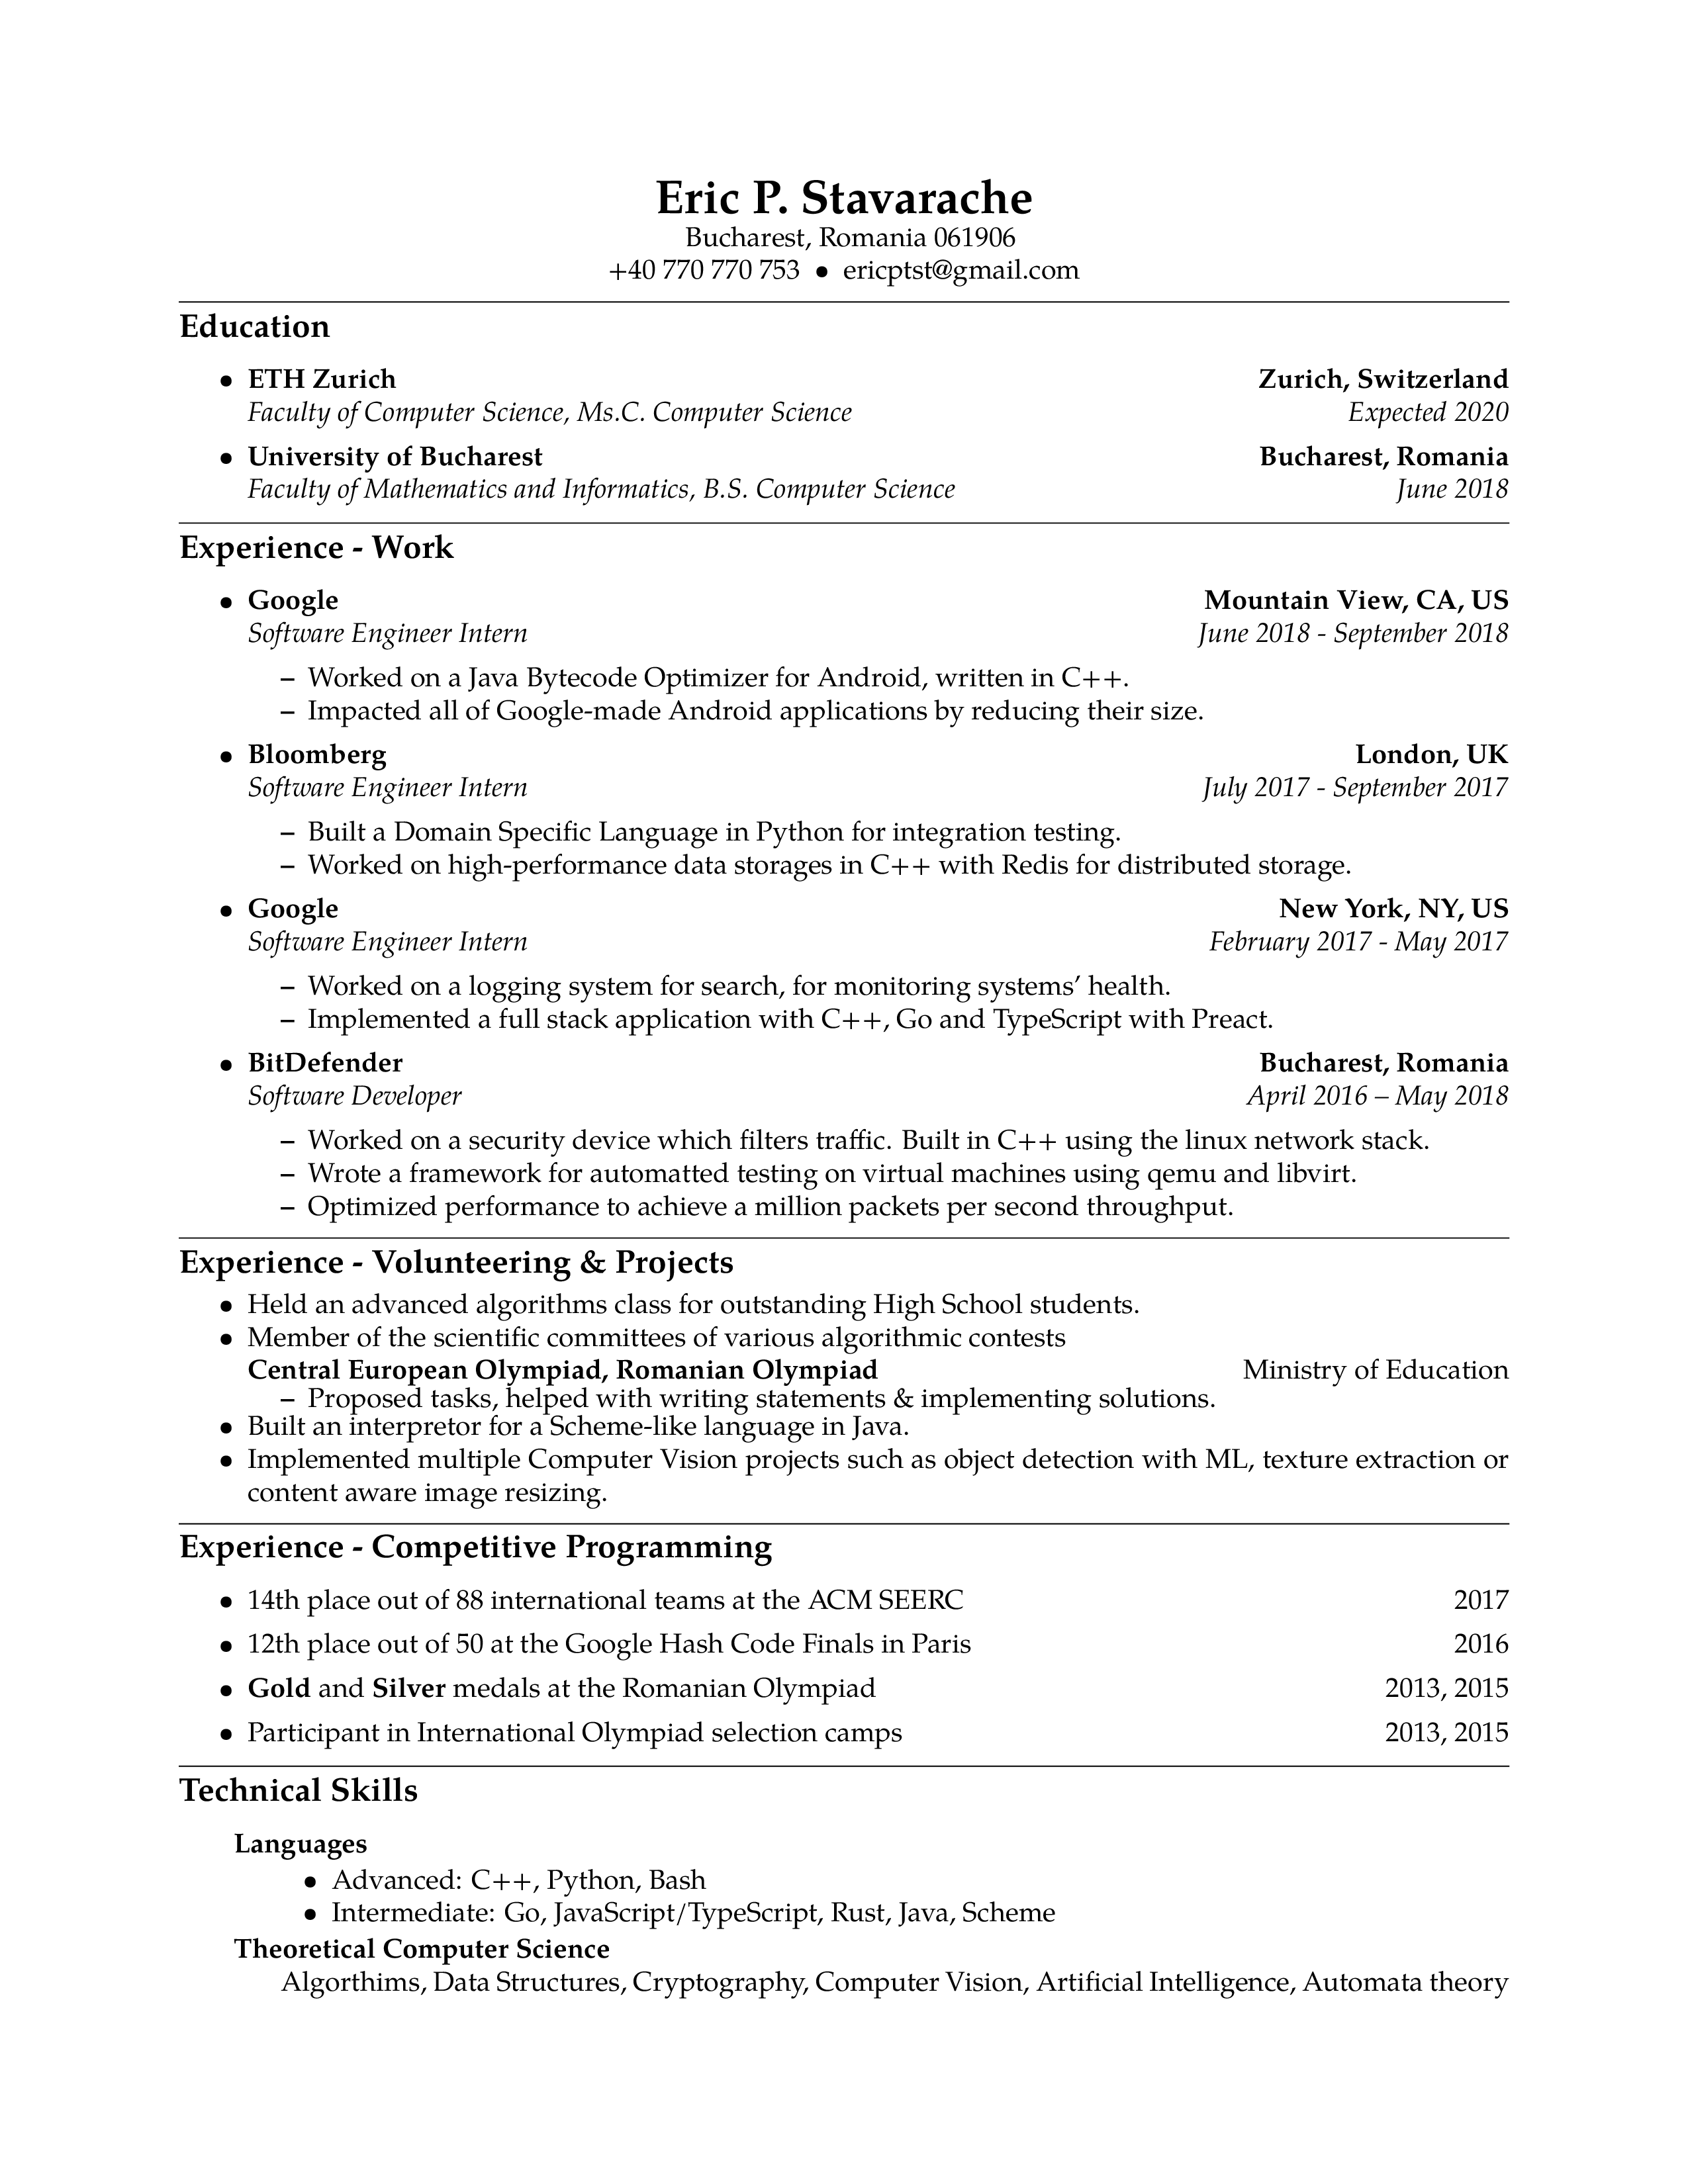 Eric P. Stavarache
Bucharest, Romania 061906
+40 770 770 753 • ericptst@gmail.com
Education
• ETH Zurich Zurich, Switzerland
Faculty of Computer Science, Ms.C. Computer Science Expected 2020
• University of Bucharest Bucharest, Romania
Faculty of Mathematics and Informatics, B.S. Computer Science June 2018
Experience - Work
• Google Mountain View, CA, US
Software Engineer Intern June 2018 - September 2018
– Worked on a Java Bytecode Optimizer for Android, written in C++.
– Impacted all of Google-made Android applications by reducing their size.
• Bloomberg London, UK
Software Engineer Intern July 2017 - September 2017
– Built a Domain Specific Language in Python for integration testing.
– Worked on high-performance data storages in C++ with Redis for distributed storage.
• Google New York, NY, US
Software Engineer Intern February 2017 - May 2017
– Worked on a logging system for search, for monitoring systems’ health.
– Implemented a full stack application with C++, Go and TypeScript with Preact.
• BitDefender Bucharest, Romania
Software Developer April 2016 – May 2018
– Worked on a security device which filters traffic. Built in C++ using the linux network stack.
– Wrote a framework for automatted testing on virtual machines using qemu and libvirt.
– Optimized performance to achieve a million packets per second throughput.
Experience - Volunteering & Projects
• Held an advanced algorithms class for outstanding High School students.
• Member of the scientific committees of various algorithmic contests
Central European Olympiad, Romanian Olympiad Ministry of Education
– Proposed tasks, helped with writing statements & implementing solutions.
• Built an interpretor for a Scheme-like language in Java.
• Implemented multiple Computer Vision projects such as object detection with ML, texture extraction or
content aware image resizing.
Experience - Competitive Programming
• 14th place out of 88 international teams at the ACM SEERC 2017
• 12th place out of 50 at the Google Hash Code Finals in Paris 2016
• Gold and Silver medals at the Romanian Olympiad 2013, 2015
• Participant in International Olympiad selection camps 2013, 2015
Technical Skills
Languages
• Advanced: C++, Python, Bash
• Intermediate: Go, JavaScript/TypeScript, Rust, Java, Scheme
Theoretical Computer Science
Algorthims, Data Structures, Cryptography, Computer Vision, Artificial Intelligence, Automata theory